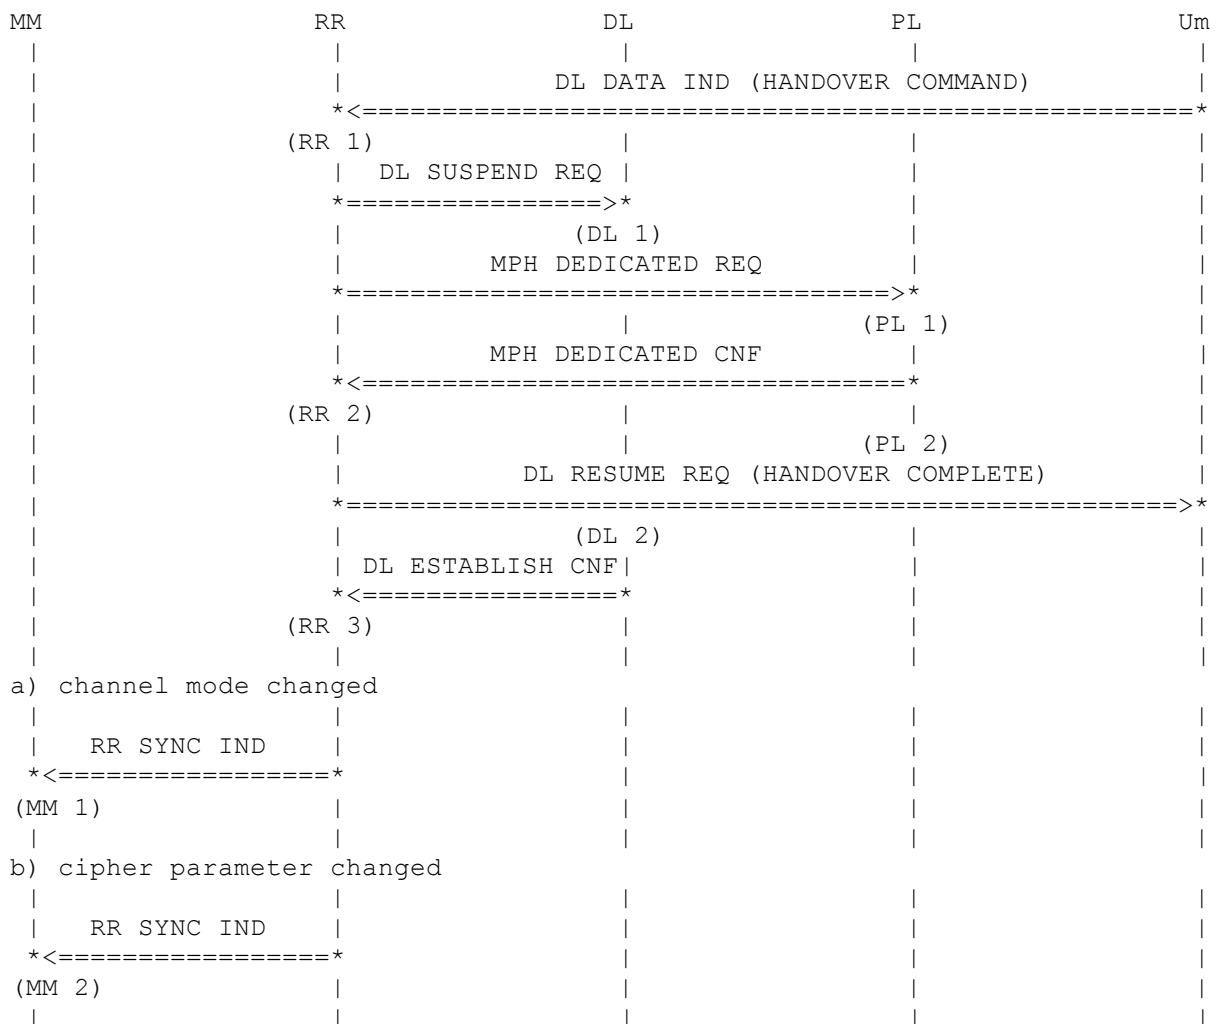 MM RR DL PL Um
| | | | |
| | DL DATA IND (HANDOVER COMMAND) |
| *<====================================================*
| (RR 1) | | |
| | DL SUSPEND REQ | | |
| *================>* | |
| | (DL 1) | |
| | MPH DEDICATED REQ | |
| *==================================>* |
| | | (PL 1) |
| | MPH DEDICATED CNF | |
| *<==================================* |
| (RR 2) | | |
| | | (PL 2) |
| | DL RESUME REQ (HANDOVER COMPLETE) |
| *====================================================>*
| | (DL 2) | |
| | DL ESTABLISH CNF| | |
| *<================* | |
| (RR 3) | | |
| | | | |
a) channel mode changed
| | | | |
| RR SYNC IND | | | |
*<=================* | | |
(MM 1) | | | |
| | | | |
b) cipher parameter changed
| | | | |
| RR SYNC IND | | | |
*<=================* | | |
(MM 2) | | | |
| | | | |